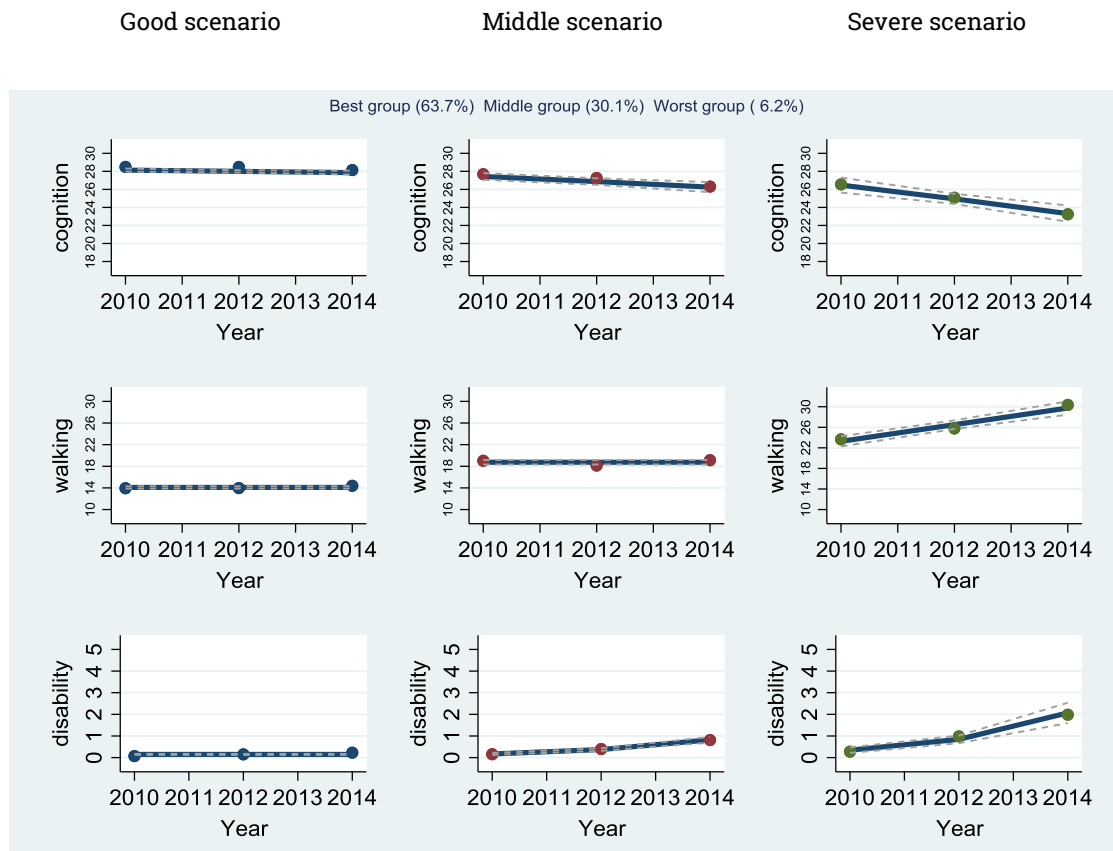 Good scenario Middle scenario Severe scenario
Best group (63.7%) Middle group (30.1%) Worst group ( 6.2%)
cognition
18 20 22 24 26 28 30
2010 2011 2012 2013 2014
Year
cognition
18 20 22 24 26 28 30
2010 2011 2012 2013 2014
Year
cognition
18 20 22 24 26 28 30
2010 2011 2012 2013 2014
Year
walking
10 14 18 22 26 30
2010 2011 2012 2013 2014
Year
walking
10 14 18 22 26 30
2010 2011 2012 2013 2014
Year
walking
10 14 18 22 26 30
2010 2011 2012 2013 2014
Year
disability
0 1 2 3 4 5
2010 2011 2012 2013 2014
Year
disability
0 1 2 3 4 5
2010 2011 2012 2013 2014
Year
disability
0 1 2 3 4 5
2010 2011 2012 2013 2014
Year